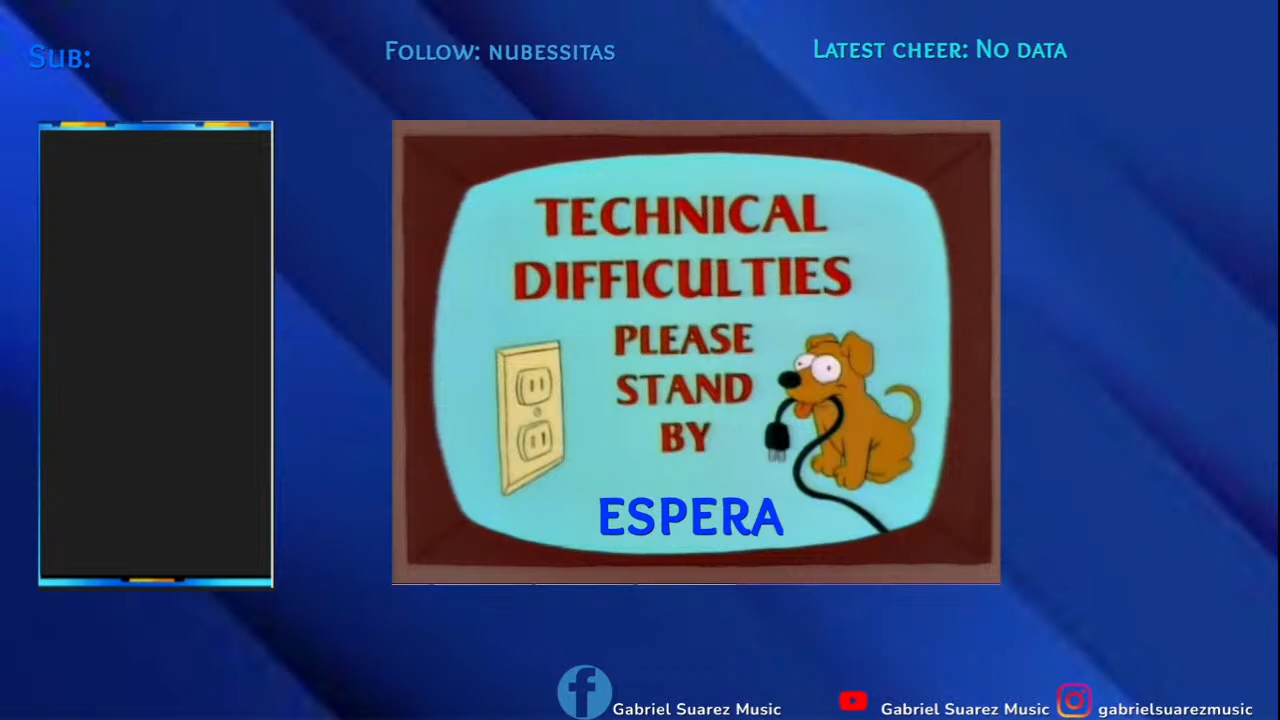 Sub:
Follow: nubessitas
Latest cheer: No data
TECHNICAL
DIFFICULTIES
PLEASE
STAND
BY
ESPERA
Gabriel Suarez Music
Gabriel Suarez Music
gabrielsuarezmusic